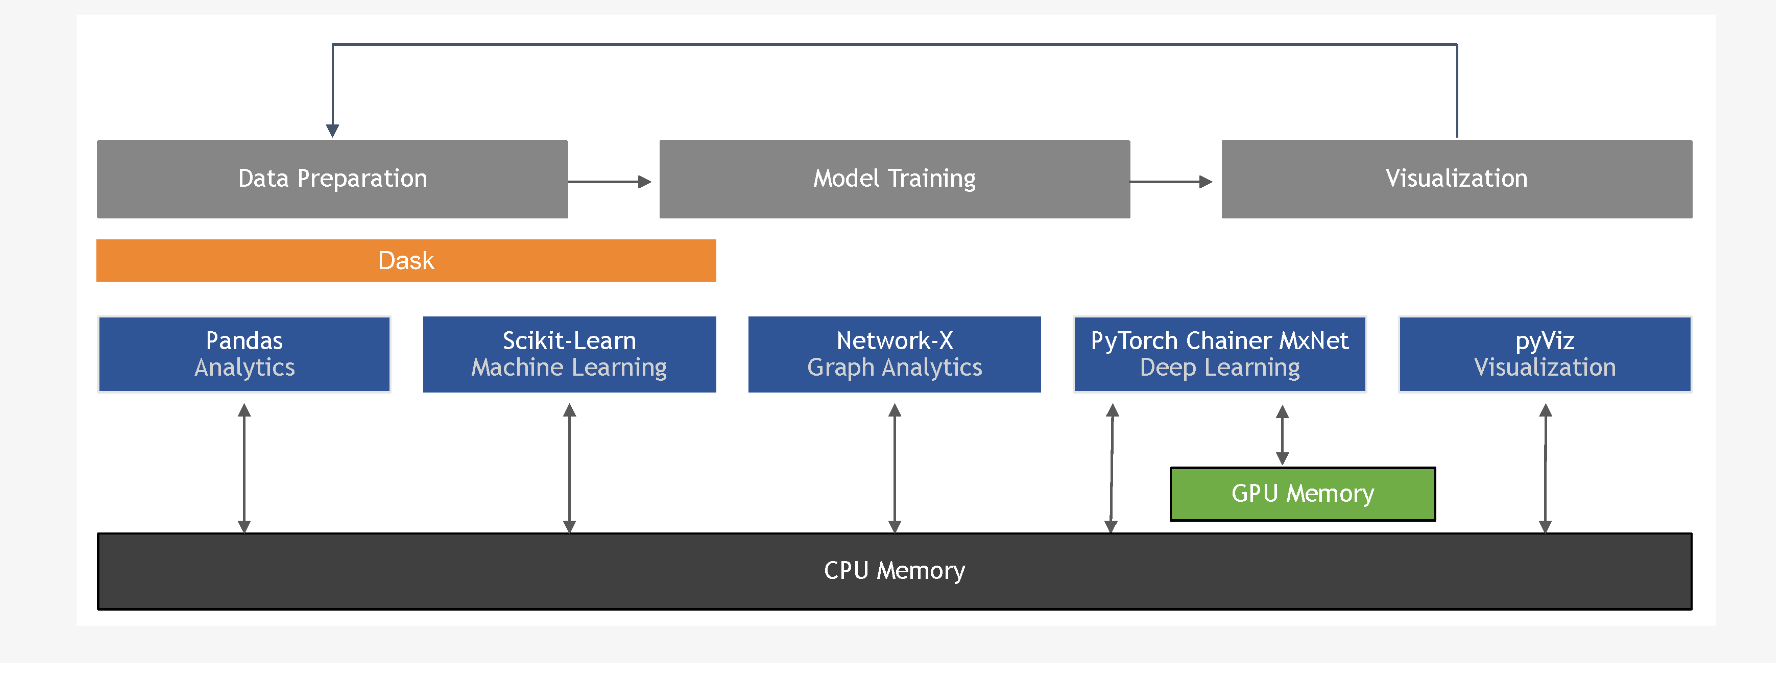 Data Preparation
Model Training
Visualization
Dask
Pandas
Analytics
Scikit-Learn
Machine Learning
Network-X
Graph Analytics
PyTorch Chainer MxNet
Deep Learning
pyViz
Visualization
GPU Memory
CPU Memory